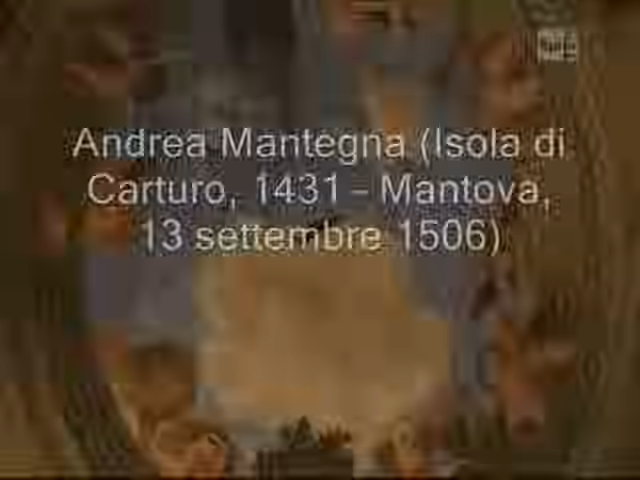 Andrea Mantegna (Isola di
Carturo, 1431 - Mantova,
13 settembre 1506)